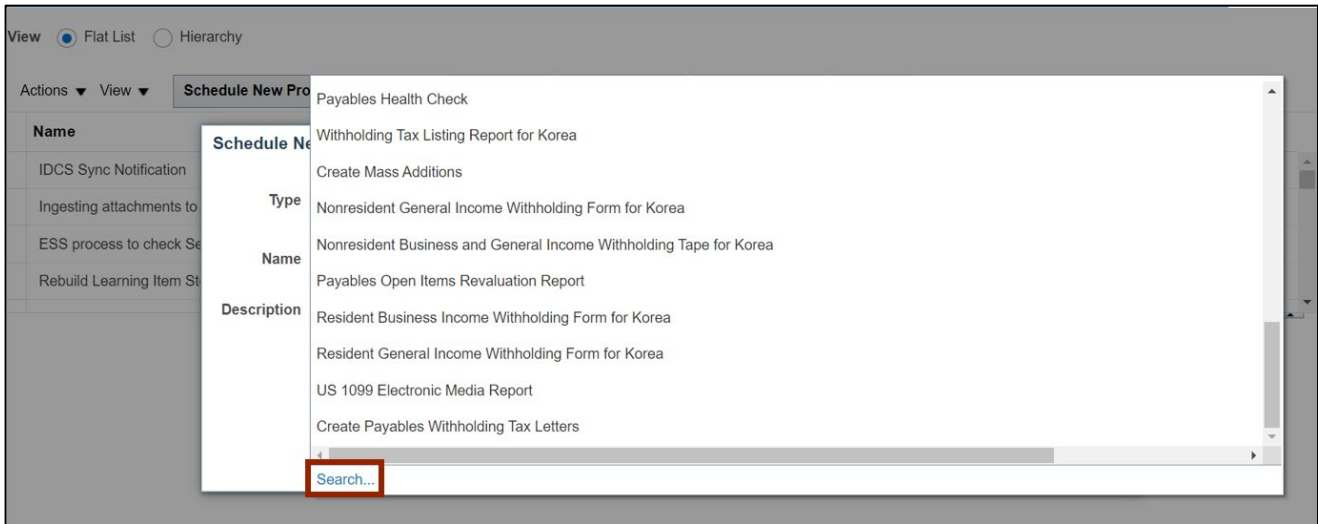 View Flat List Hierarchy
Actions View Schedule New Pro
Name
IDCS Sync Notification
Ingesting attachments to
ESS process to check Se
Rebuild Learning Item St
Schedule Ne
Type
Name
Description
Payables Health Check
Withholding Tax Listing Report for Korea
Create Mass Additions
Nonresident General Income Withholding Form for Korea
Nonresident Business and General Income Withholding Tape for Korea
Payables Open Items Revaluation Report
Resident Business Income Withholding Form for Korea
Resident General Income Withholding Form for Korea
US 1099 Electronic Media Report
Create Payables Withholding Tax Letters
Search...